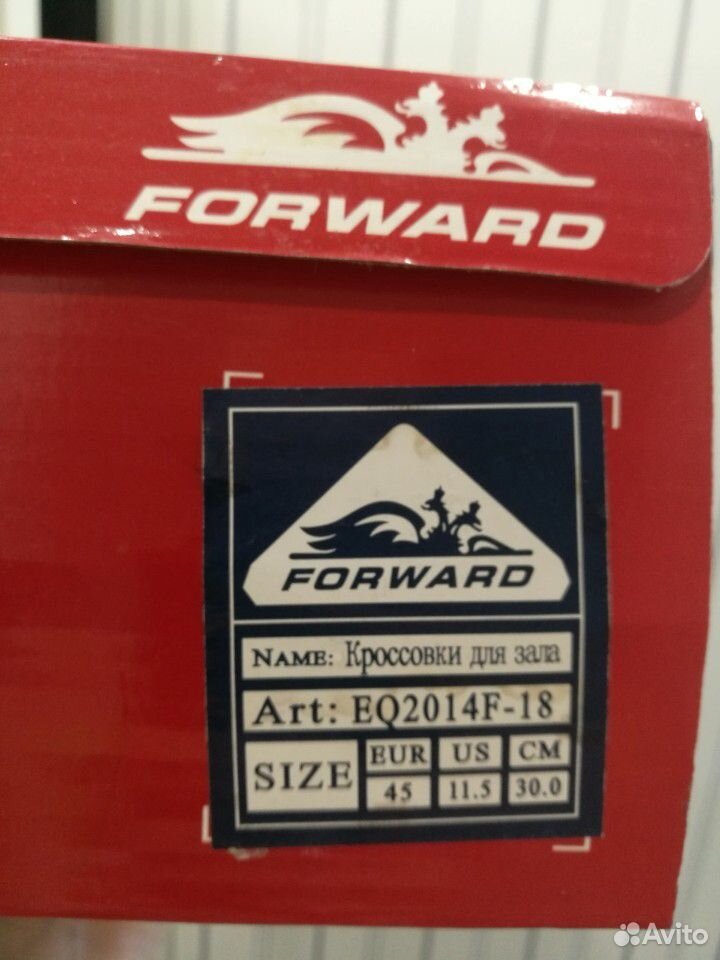 FORWARD
FORWARD
NAME: Кроссовки для зала
Art: EQ2014F-18
SIZE EUR US CM
45 11.5 30.0
Avito